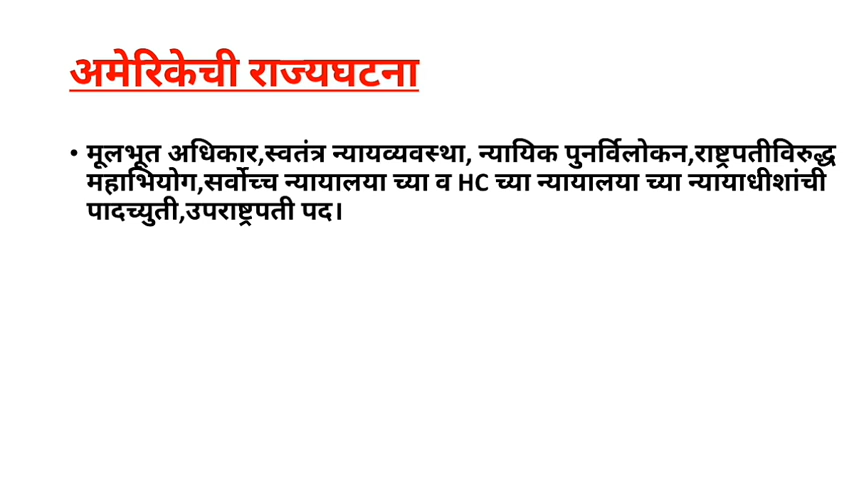 अमेरिकेची राज्यघटना
• मूलभूत अधिकार,स्वतंत्र न्यायव्यवस्था, न्यायिक पुनर्विलोकन,राष्ट्रपतीविरुद्ध
महाभियोग,सर्वोच्च न्यायालया च्या व HC च्या न्यायालया च्या न्यायाधीशांची
पादच्युती,उपराष्ट्रपती पद।